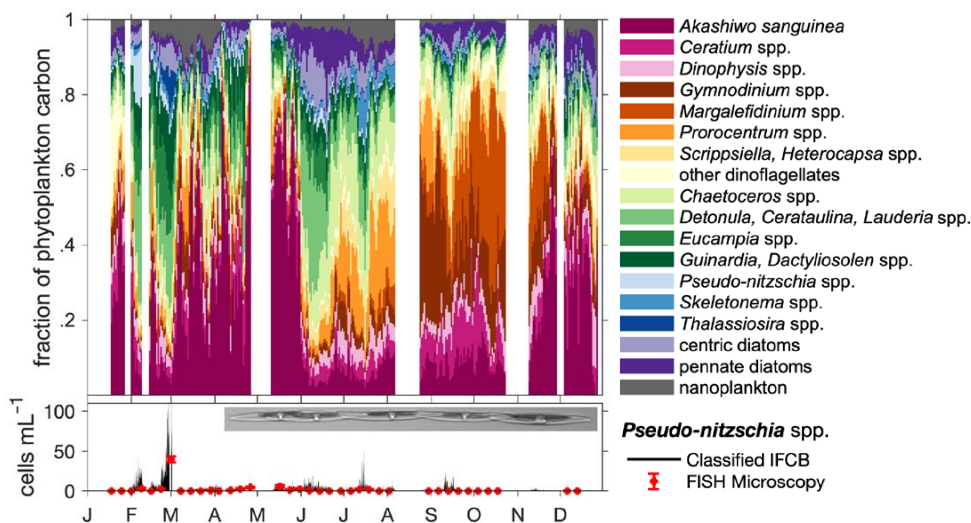 fraction of phytoplankton carbon
1
.8
.6
.4
.2
Akashiwo sanguinea
Ceratium spp.
Dinophysis spp.
Gymnodinium spp.
Margalefidinium spp.
Prorocentrum spp.
Scrippsiella, Heterocapsa spp.
other dinoflagellates
Chaetoceros spp.
Detonula, Cerataulina, Lauderia spp.
Eucampia spp.
Guinardia, Dactyliosolen spp.
Pseudo-nitzschia spp.
Skeletonema spp.
Thalassiosira spp.
centric diatoms
pennate diatoms
nanoplankton
cells mL⁻¹
100
50
0
J F M A M J J A S O N D
Pseudo-nitzschia spp.
Classified IFCB
FISH Microscopy